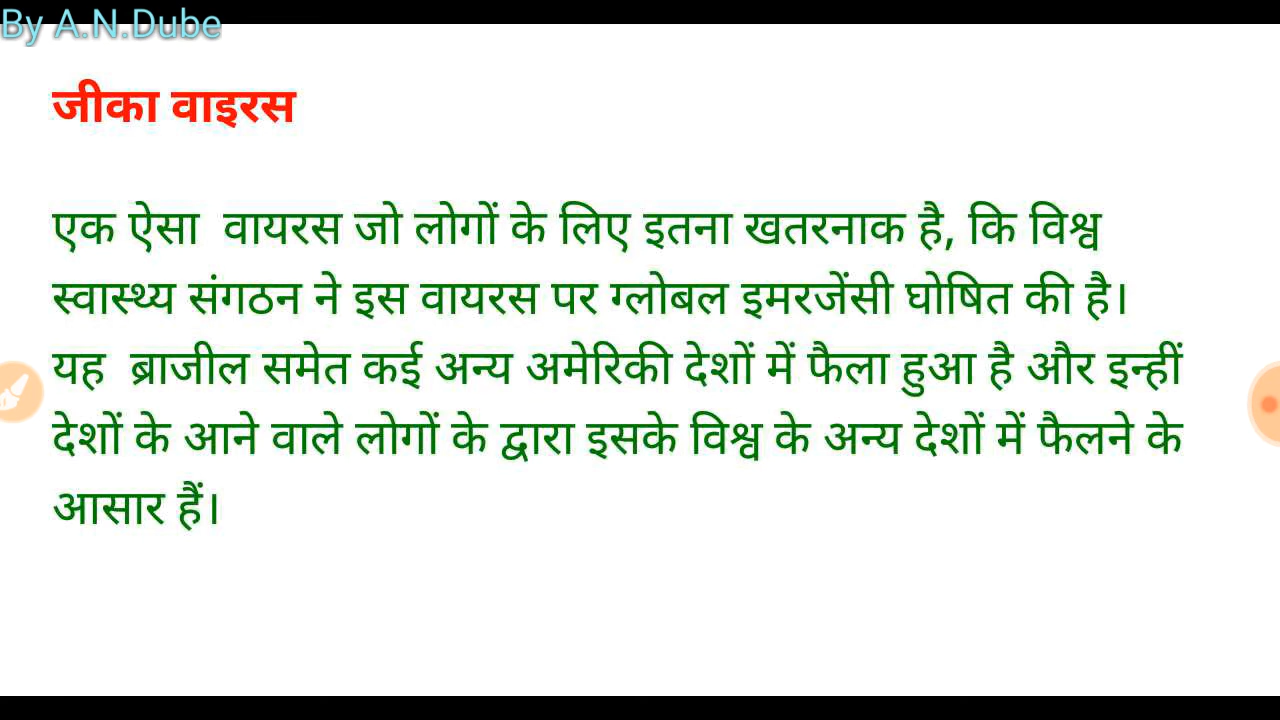 By A.N.Dube
जीका वाइरस
एक ऐसा वायरस जो लोगों के लिए इतना खतरनाक है, कि विश्व
स्वास्थ्य संगठन ने इस वायरस पर ग्लोबल इमरजेंसी घोषित की है।
यह ब्राजील समेत कई अन्य अमेरिकी देशों में फैला हुआ है और इन्हीं
देशों के आने वाले लोगों के द्वारा इसके विश्व के अन्य देशों में फैलने के
आसार हैं।